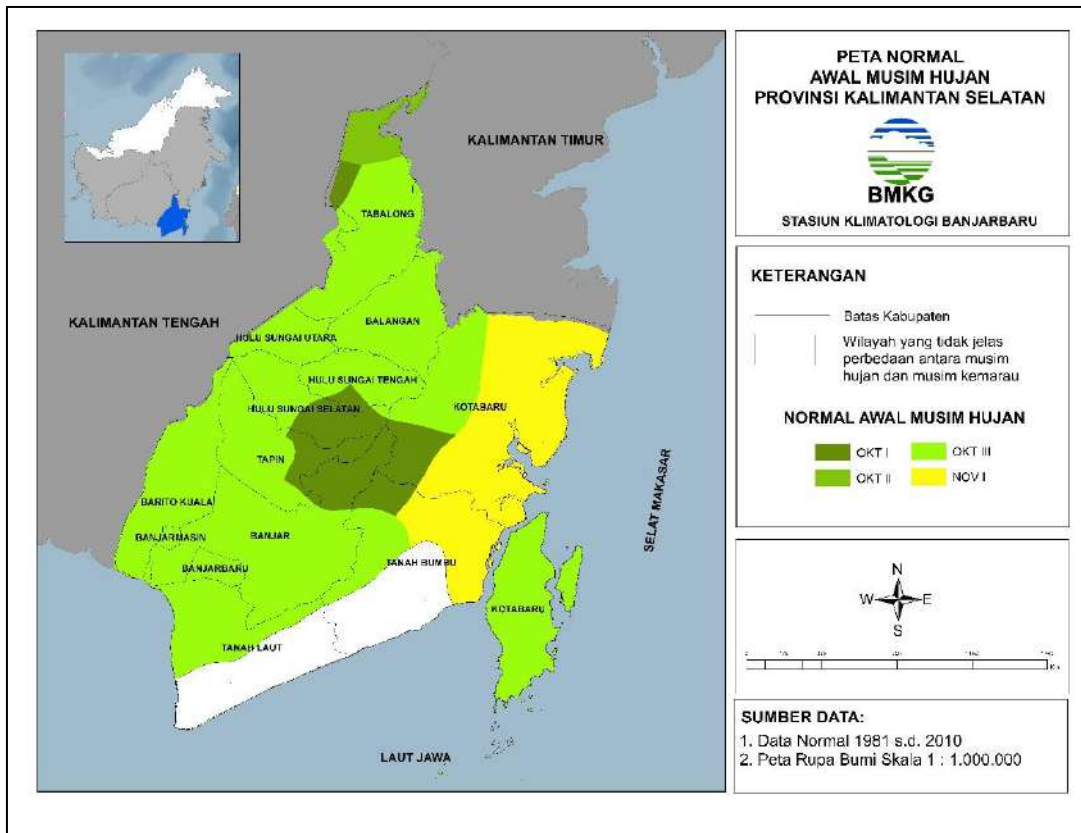 PETA NORMAL
AWAL MUSIM HUJAN
PROVINSI KALIMANTAN SELATAN
BMKG
STASIUN KLIMATOLOGI BANJARBARU
KALIMANTAN TIMUR
TABALONG
KALIMANTAN TENGAH
BALANGAN
HULU SUNGAI UTARA
HULU SUNGAI TENGAH
HULU SUNGAI SELATAN
KOTABARU
TAPIN
BARITO KUALA
BANJARMASIN
BANJAR
BANJARBARU
TANAH BUMBU
KOTABARU
TANAH LAUT
SELAT MAKASAR
LAUT JAWA
KETERANGAN
Batas Kabupaten
Wilayah yang tidak jelas
perbedaan antara musim
hujan dan musim kemarau
NORMAL AWAL MUSIM HUJAN
OKT I
OKT III
OKT II
NOV I
N
W
E
S
SUMBER DATA:
1. Data Normal 1981 s.d. 2010
2. Peta Rupa Bumi Skala 1 : 1.000.000